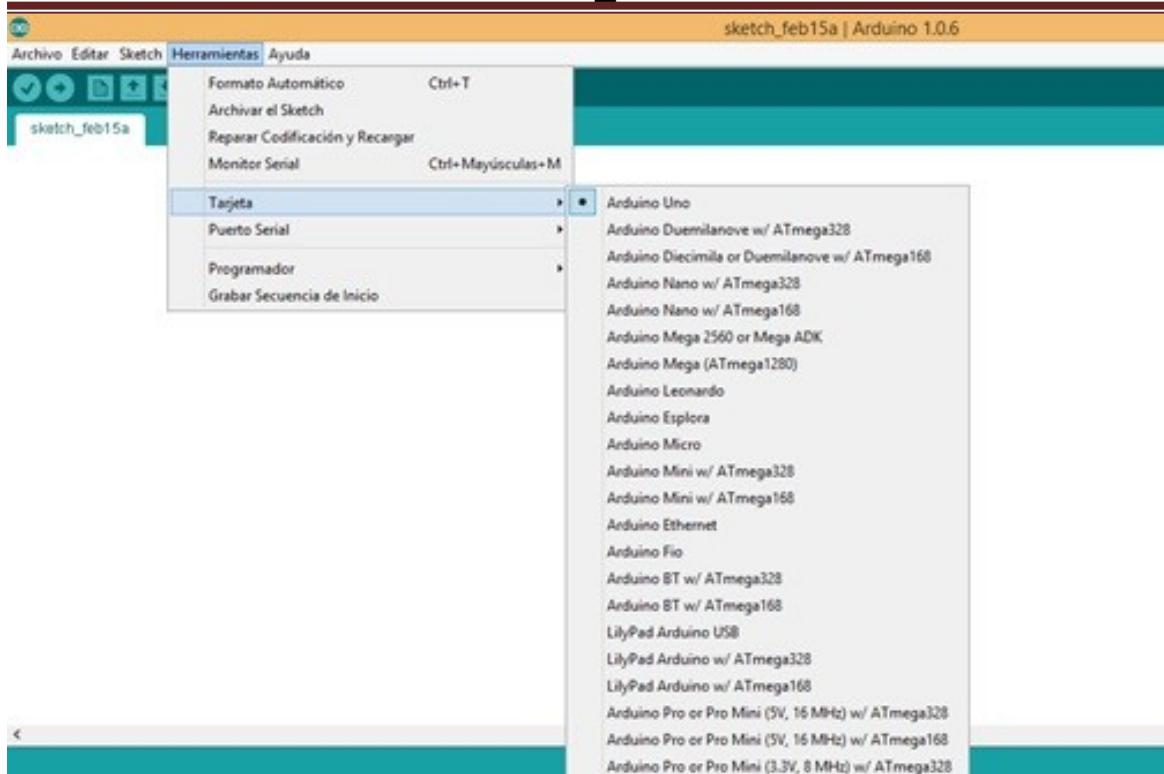 sketch_feb15a | Arduino 1.0.6
Archivo Editar Sketch Herramientas Ayuda
sketch_feb15a
Formato Automático Ctrl+T
Archivar el Sketch
Reparar Codificación y Recargar
Monitor Serial Ctrl+Mayúsculas+M
Tarjeta
Puerto Serial
Programador
Grabar Secuencia de Inicio
Arduino Uno
Arduino Duemilanove w/ ATmega328
Arduino Diecimila or Duemilanove w/ ATmega168
Arduino Nano w/ ATmega328
Arduino Nano w/ ATmega168
Arduino Mega 2560 or Mega ADK
Arduino Mega (ATmega1280)
Arduino Leonardo
Arduino Esplora
Arduino Micro
Arduino Mini w/ ATmega328
Arduino Mini w/ ATmega168
Arduino Ethernet
Arduino Fio
Arduino BT w/ ATmega328
Arduino BT w/ ATmega168
LilyPad Arduino USB
LilyPad Arduino w/ ATmega328
LilyPad Arduino w/ ATmega168
Arduino Pro or Pro Mini (5V, 16 MHz) w/ ATmega328
Arduino Pro or Pro Mini (5V, 16 MHz) w/ ATmega168
Arduino Pro or Pro Mini (3.3V, 8 MHz) w/ ATmega328